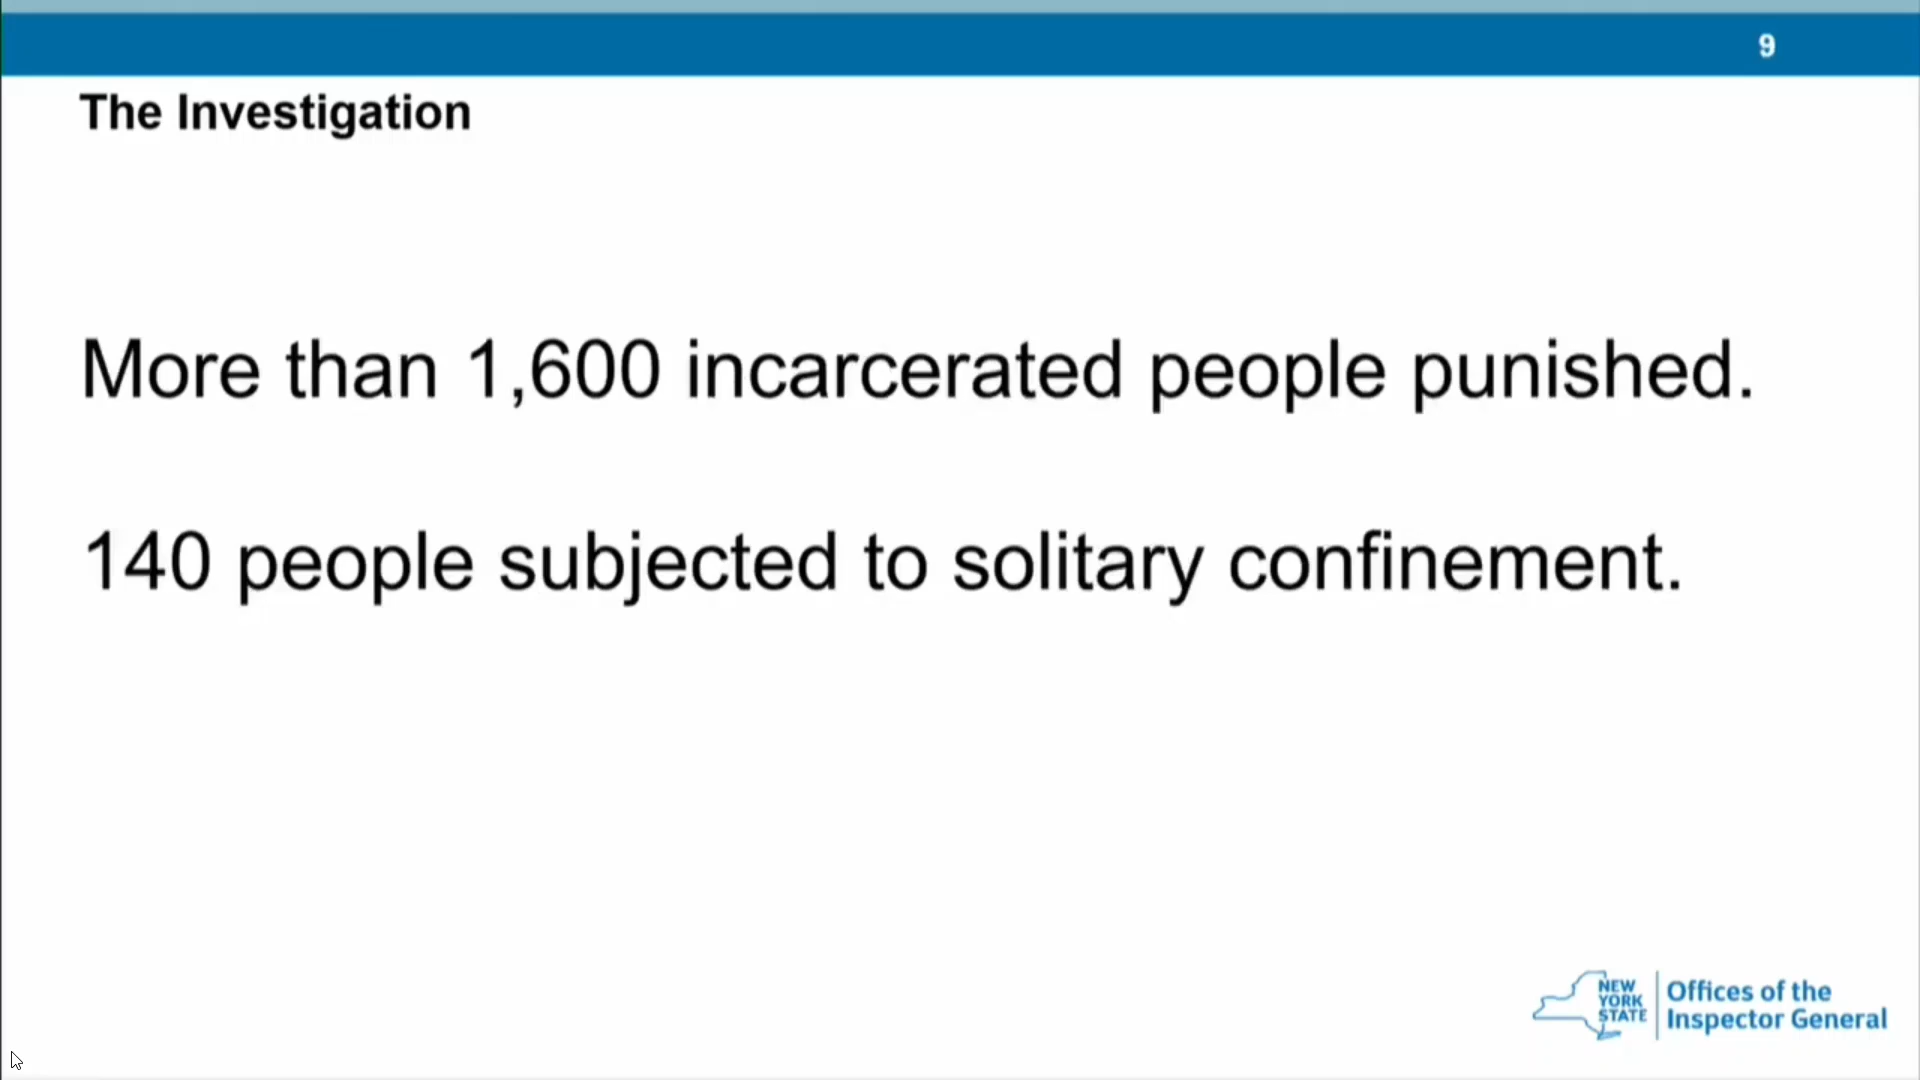 9
The Investigation
More than 1,600 incarcerated people punished.
140 people subjected to solitary confinement.
NEW
YORK
STATE
Offices of the
Inspector General